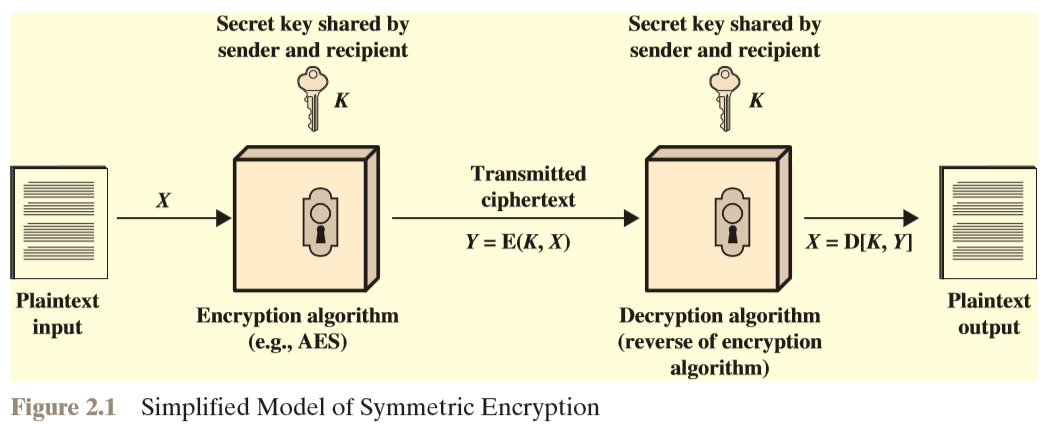 Secret key shared by
sender and recipient
K
Secret key shared by
sender and recipient
K
X
Transmitted
ciphertext
Y = E(K, X)
X = D[K, Y]
Plaintext
input
Encryption algorithm
(e.g., AES)
Decryption algorithm
(reverse of encryption
algorithm)
Plaintext
output
Figure 2.1 Simplified Model of Symmetric Encryption